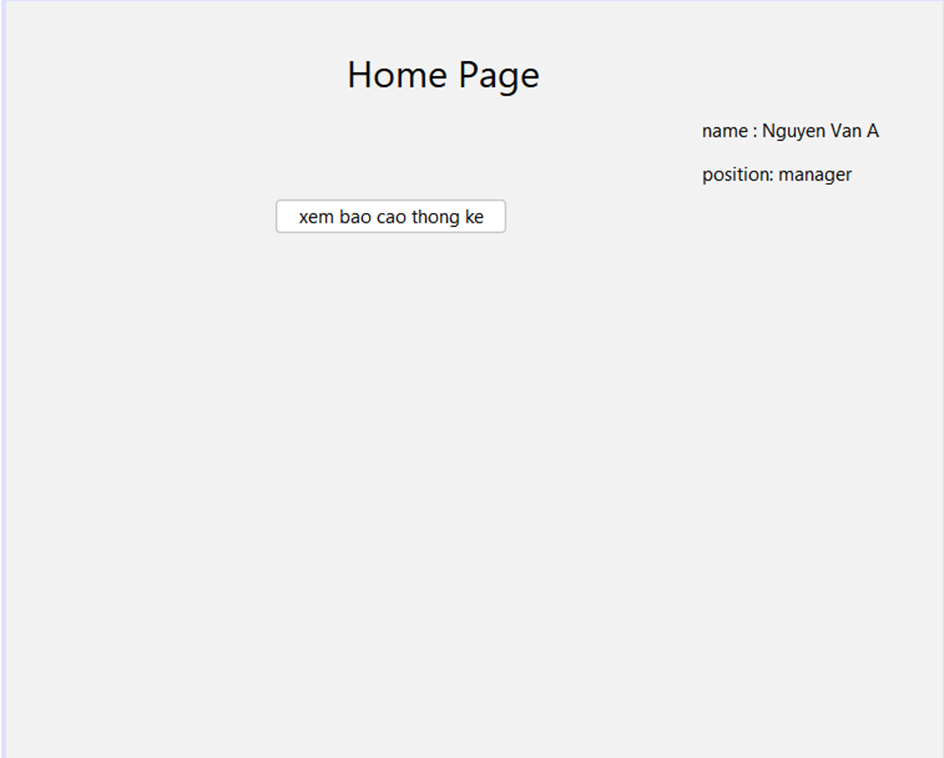 Home Page
name : Nguyen Van A
position: manager
xem bao cao thong ke